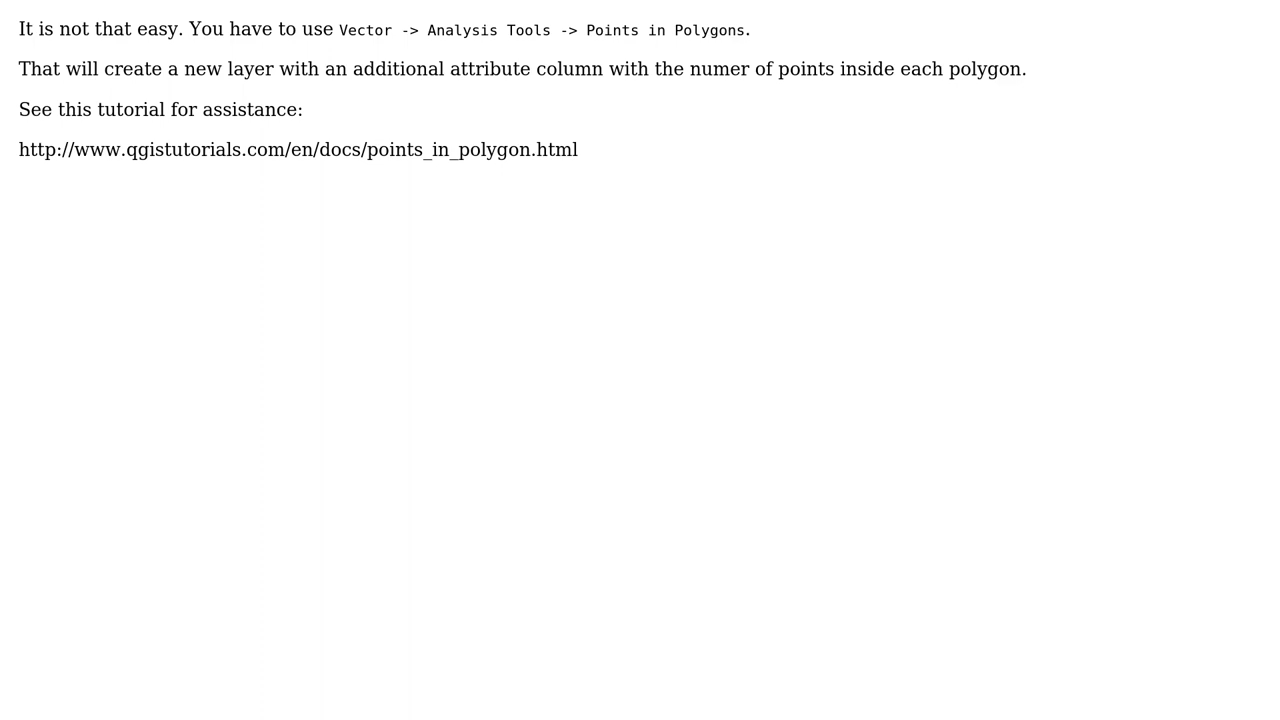 It is not that easy. You have to use Vector -> Analysis Tools -> Points in Polygons.
That will create a new layer with an additional attribute column with the numer of points inside each polygon.
See this tutorial for assistance:
http://www.qgistutorials.com/en/docs/points_in_polygon.html